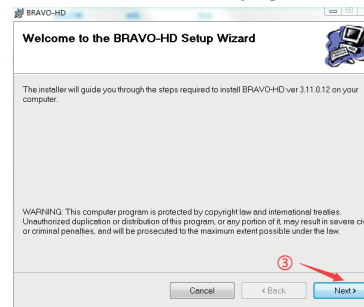 BRAVO-HD
Welcome to the BRAVO-HD Setup Wizard
The installer will guide you through the steps required to install BRAVO-HD ver 3.11.0.12 on your
computer.
WARNING: This computer program is protected by copyright law and international treaties.
Unauthorized duplication or distribution of this program, or any portion of it, may result in severe
or criminal penalties, and will be prosecuted to the maximum extent possible under the law.
③
Cancel
< Back
Next >